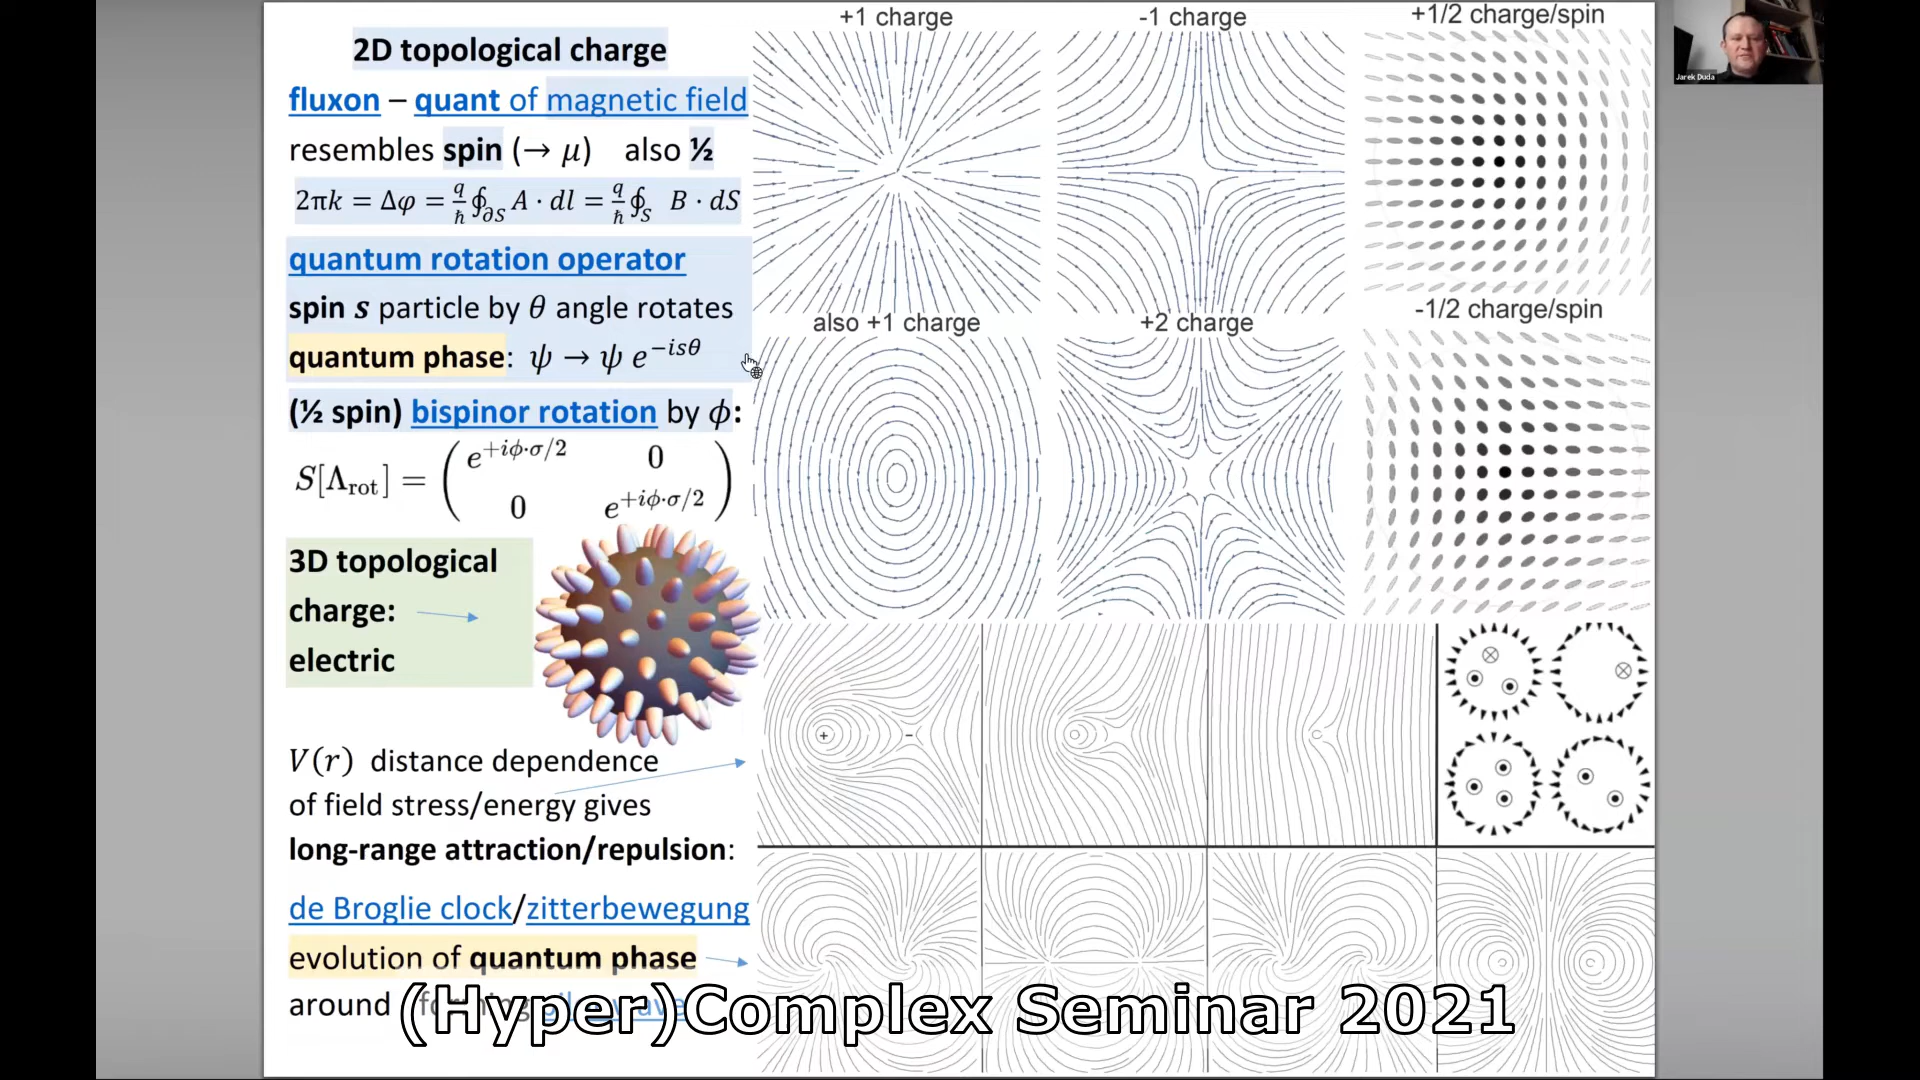 2D topological charge
fluxon – quant of magnetic field
resembles spin (→ μ) also ½
2πk = Δφ = q/ħ ∮∂S A · dl = q/ħ ∮S B · dS
quantum rotation operator
spin s particle by θ angle rotates
quantum phase: ψ → ψ e^−isθ
(½ spin) bispinor rotation by ϕ:
S[Λrot] = ( e^+iϕ·σ/2 0
0 e^+iϕ·σ/2 )
3D topological
charge:
electric
V(r) distance dependence
of field stress/energy gives
long-range attraction/repulsion:
de Broglie clock/zitterbewegung
evolution of quantum phase
around
+1 charge
-1 charge
+1/2 charge/spin
also +1 charge
+2 charge
-1/2 charge/spin
+ -
Jarek Duda
(Hyper)Complex Seminar 2021